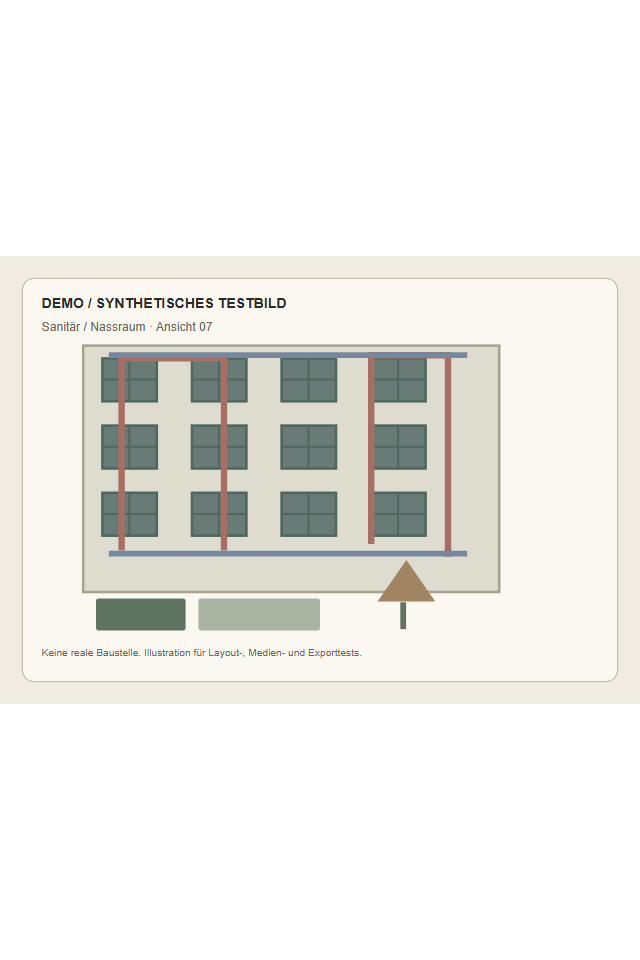 DEMO / SYNTHETISCHES TESTBILD
Sanitär / Nassraum · Ansicht 07
Keine reale Baustelle. Illustration für Layout-, Medien- und Exporttests.